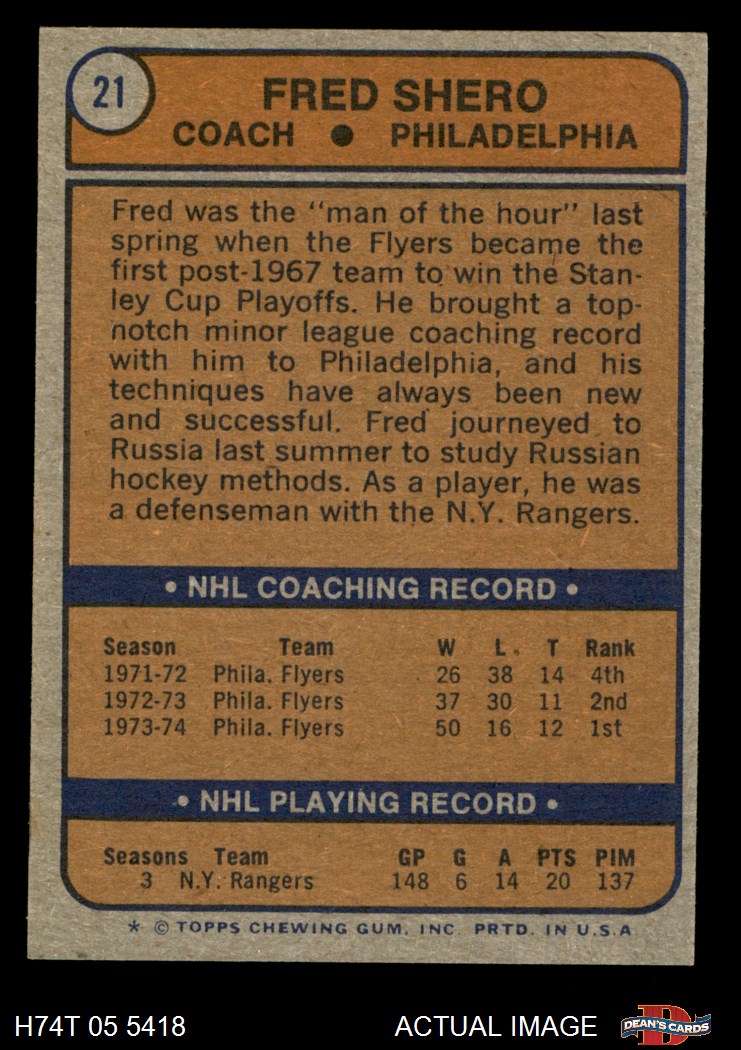 21
FRED SHERO
COACH ● PHILADELPHIA
Fred was the "man of the hour" last
spring when the Flyers became the
first post-1967 team to win the Stan-
ley Cup Playoffs. He brought a top-
notch minor league coaching record
with him to Philadelphia, and his
techniques have always been new
and successful. Fred journeyed to
Russia last summer to study Russian
hockey methods. As a player, he was
a defenseman with the N.Y. Rangers.
• NHL COACHING RECORD •
Season Team W L T Rank
1971-72 Phila. Flyers 26 38 14 4th
1972-73 Phila. Flyers 37 30 11 2nd
1973-74 Phila. Flyers 50 16 12 1st
• NHL PLAYING RECORD •
Seasons Team GP G A PTS PIM
3 N.Y. Rangers 148 6 14 20 137
* © TOPPS CHEWING GUM, INC. PRTD. IN U.S.A
H74T 05 5418 ACTUAL IMAGE
D
DEAN'S CARDS